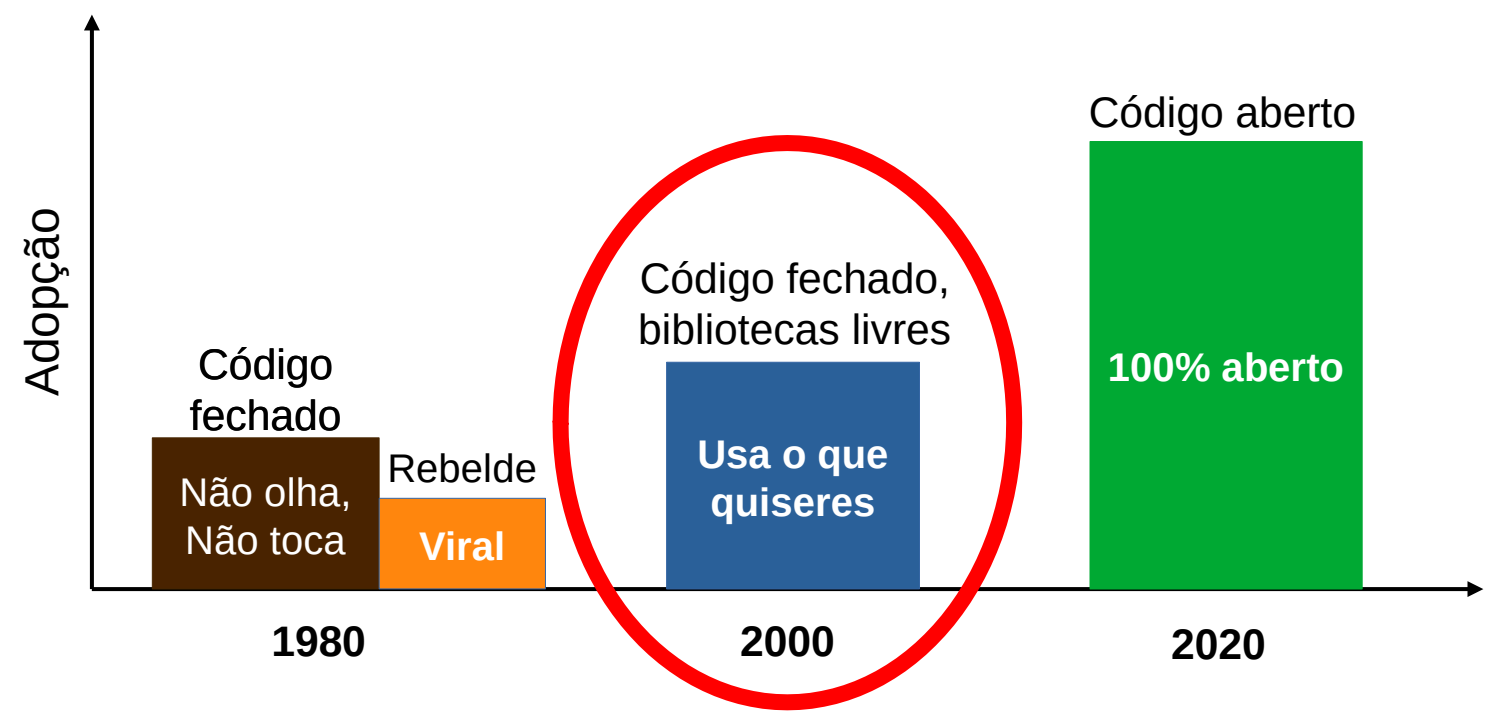 Código aberto
Adopção
Código fechado,
bibliotecas livres
Código
fechado
Rebelde
100% aberto
Não olha,
Não toca
Viral
Usa o que
quiseres
1980
2000
2020